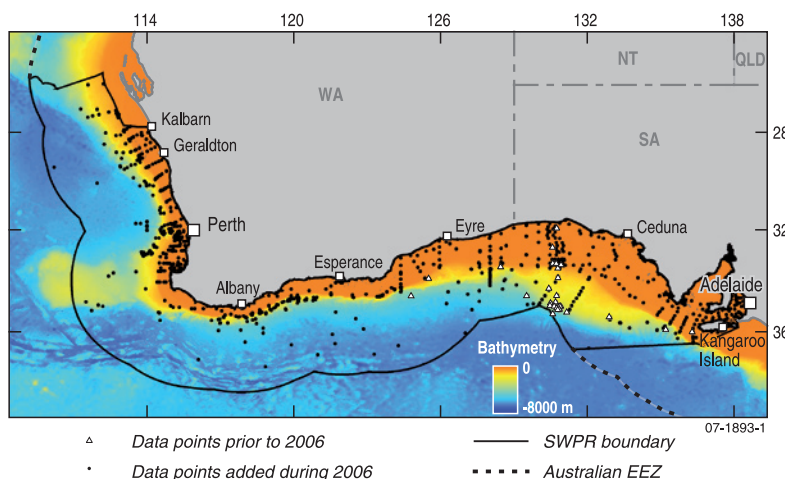 114 120 126 132 138
NT QLD
WA
28
Kalbarn
Geraldton
SA
Perth
32
Eyre
Ceduna
Esperance
Albany
Adelaide
36
Kangaroo
Island
Bathymetry
0
-8000 m
07-1893-1
Data points prior to 2006
SWPR boundary
Data points added during 2006
Australian EEZ